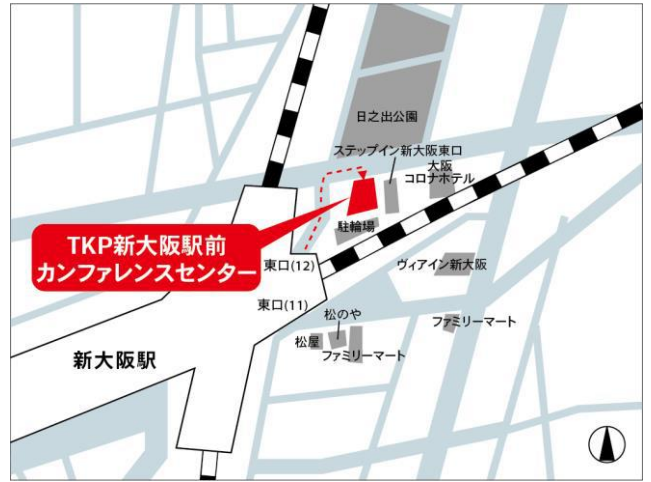 日之出公園
ステップイン新大阪東口
大阪
コロナホテル
駐輪場
TKP新大阪駅前
カンファレンスセンター
東口(12)
ヴィアイン新大阪
東口(11)
松のや
ファミリーマート
松屋
ファミリーマート
新大阪駅